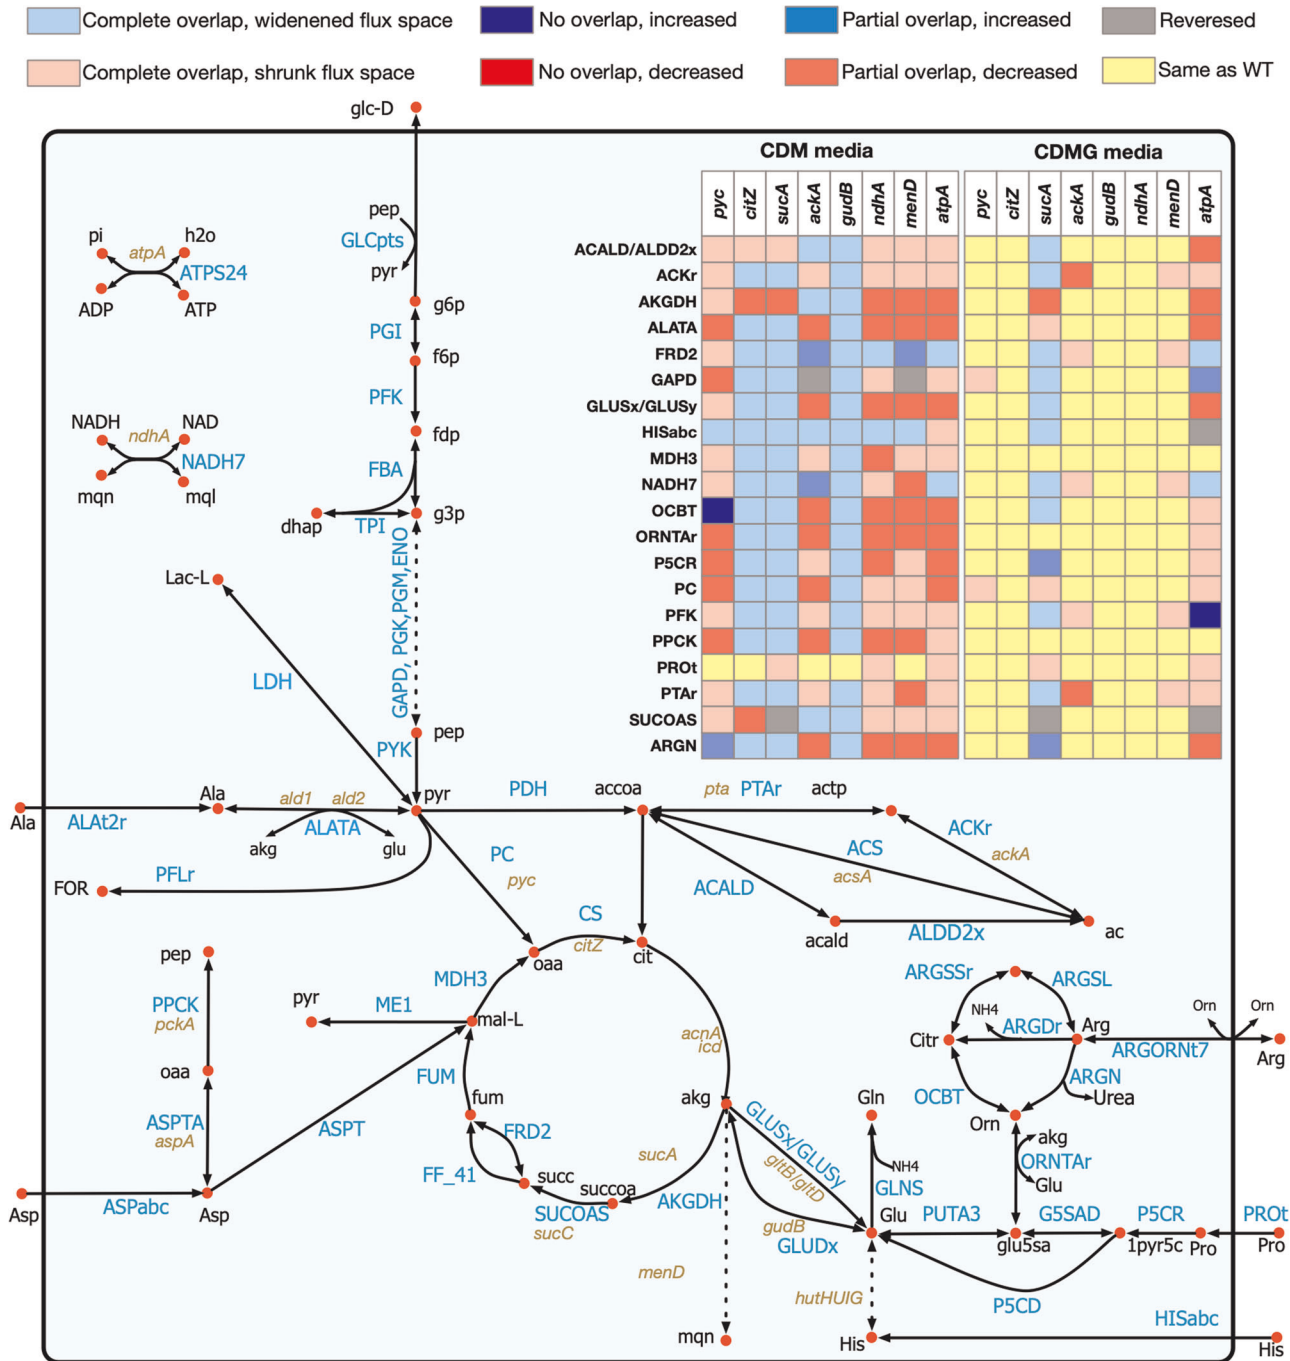 Complete overlap, widenened flux space
No overlap, increased
Partial overlap, increased
Reveresed
Complete overlap, shrunk flux space
No overlap, decreased
Partial overlap, decreased
Same as WT
glc-D
CDM media
CDMG media
pyc
citZ
sucA
ackA
gudB
ndhA
menD
atpA
pyc
citZ
sucA
ackA
gudB
ndhA
menD
atpA
ACALD/ALDD2x
ACKr
AKGDH
ALATA
FRD2
GAPD
GLUSx/GLUSy
HISabc
MDH3
NADH7
OCBT
ORNTAr
P5CR
PC
PFK
PPCK
PROt
PTAr
SUCOAS
ARGN
pep
GLCpts
pyr
pi
atpA
h2o
ATPS24
ADP
ATP
g6p
PGI
f6p
PFK
fdp
NADH
ndhA
NAD
NADH7
mqn
mql
FBA
dhap
TPI
g3p
GAPD, PGK,PGM,ENO
Lac-L
LDH
PYK
pep
Ala
ALAt2r
Ala
ald1
ald2
ALATA
akg
glu
pyr
PDH
accoa
pta
PTAr
actp
ACKr
ackA
ACS
acsA
ACALD
acald
ALDD2x
ac
FOR
PFLr
PC
pyc
CS
citZ
oaa
cit
pep
PPCK
pckA
oaa
ASPTA
aspA
pyr
ME1
MDH3
mal-L
acnA
icd
FUM
fum
ASPT
FRD2
FF_41
succ
succoa
SUCOAS
sucC
sucA
AKGDH
akg
Asp
ASPabc
Asp
GLUSx/GLUSy
gltB/gltD
gudB
GLUDx
menD
mqn
Gln
NH4
GLNS
Glu
hutHUIG
His
HISabc
His
ARGSSr
ARGSL
NH4
ARGDr
Citr
Arg
Orn
Orn
ARGORNt7
Arg
OCBT
ARGN
Urea
Orn
akg
ORNTAr
Glu
PUTA3
G5SAD
glu5sa
P5CR
1pyr5c
Pro
PROt
Pro
P5CD